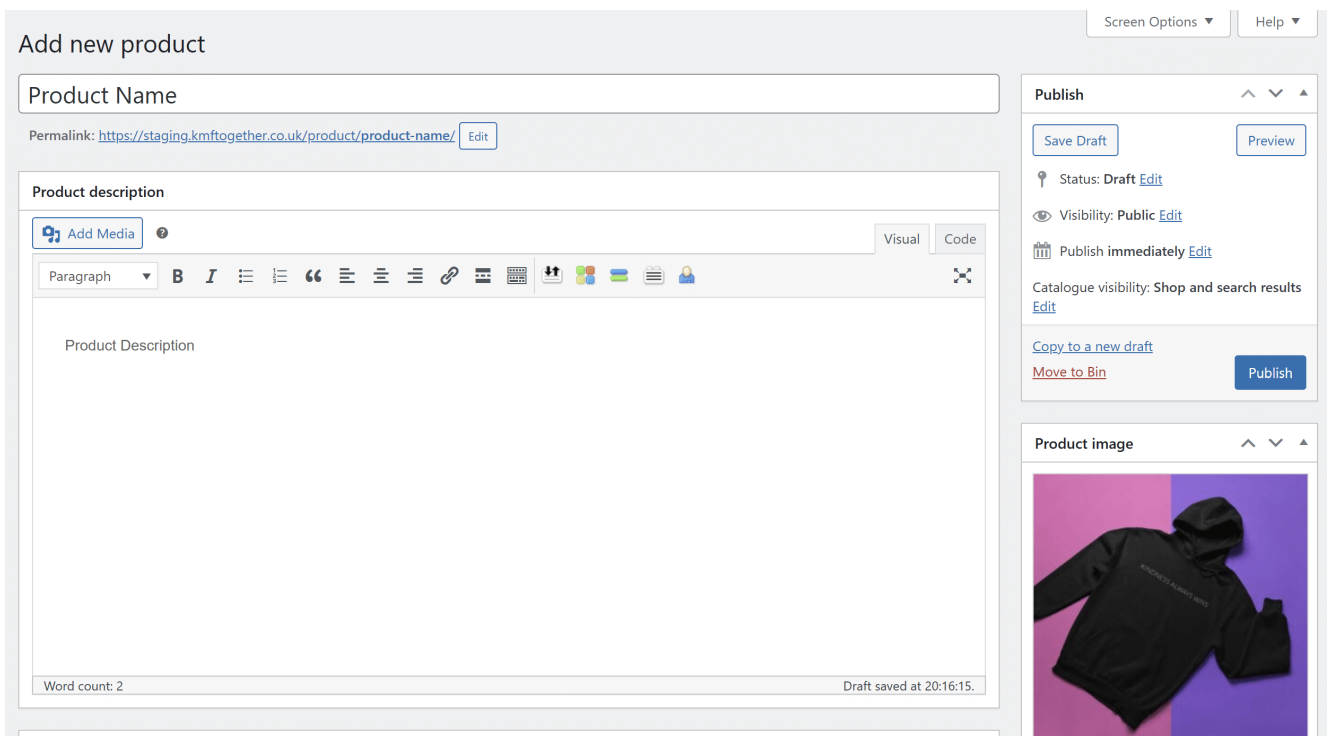 Screen Options ▼
Help ▼
Add new product
Product Name
Permalink: https://staging.kmftogether.co.uk/product/product-name/ Edit
Product description
Add Media
Visual
Code
Paragraph
Word count: 2
Product Description
Draft saved at 20:16:15.
Publish
Save Draft
Preview
Status: Draft Edit
Visibility: Public Edit
Publish immediately Edit
Catalogue visibility: Shop and search results
Edit
Copy to a new draft
Move to Bin
Publish
Product image
KINDNESS ALWAYS WINS